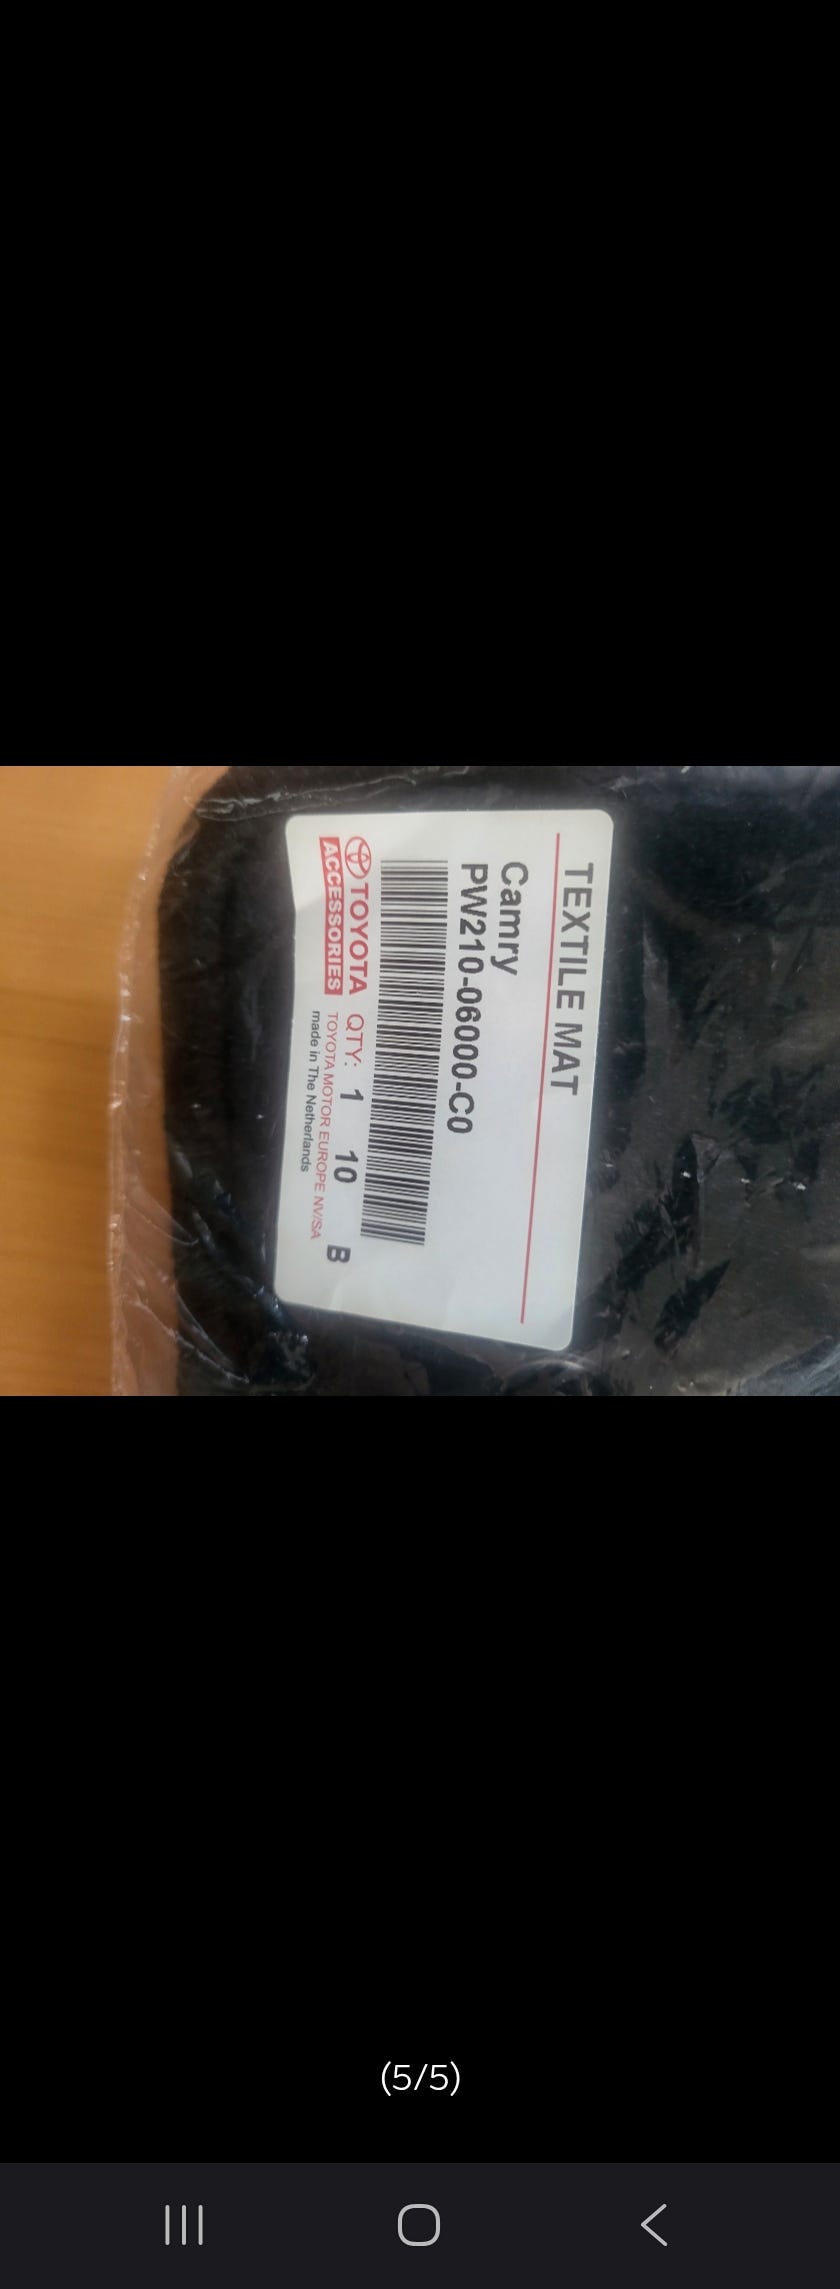 TEXTILE MAT
Camry
PW210-06000-C0
TOYOTA QTY: 1 10 B
ACCESSORIES TOYOTA MOTOR EUROPE NV/SA
made in The Netherlands
(5/5)